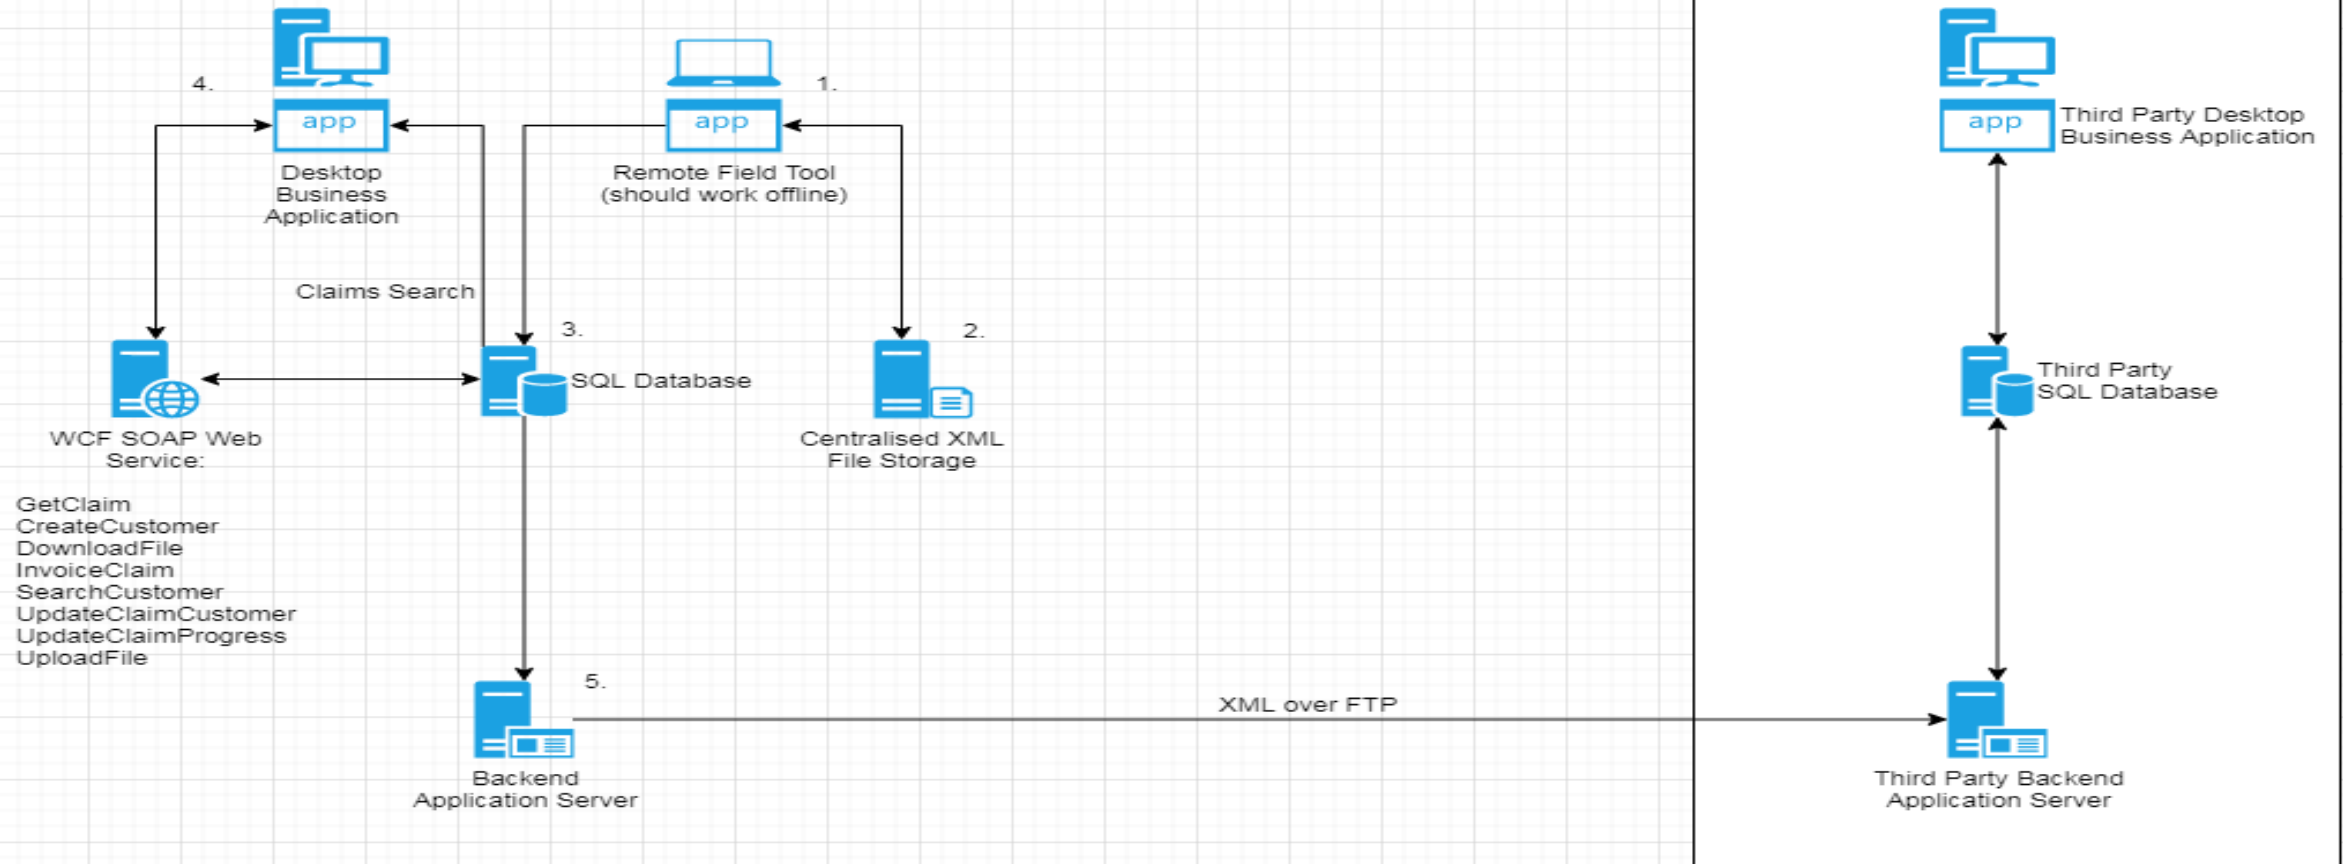 4.
app
Desktop
Business
Application
1.
app
Remote Field Tool
(should work offline)
app
Third Party Desktop
Business Application
Claims Search
3.
SQL Database
2.
Centralised XML
File Storage
Third Party
SQL Database
WCF SOAP Web
Service:
GetClaim
CreateCustomer
DownloadFile
InvoiceClaim
SearchCustomer
UpdateClaimCustomer
UpdateClaimProgress
UploadFile
5.
Backend
Application Server
XML over FTP
Third Party Backend
Application Server